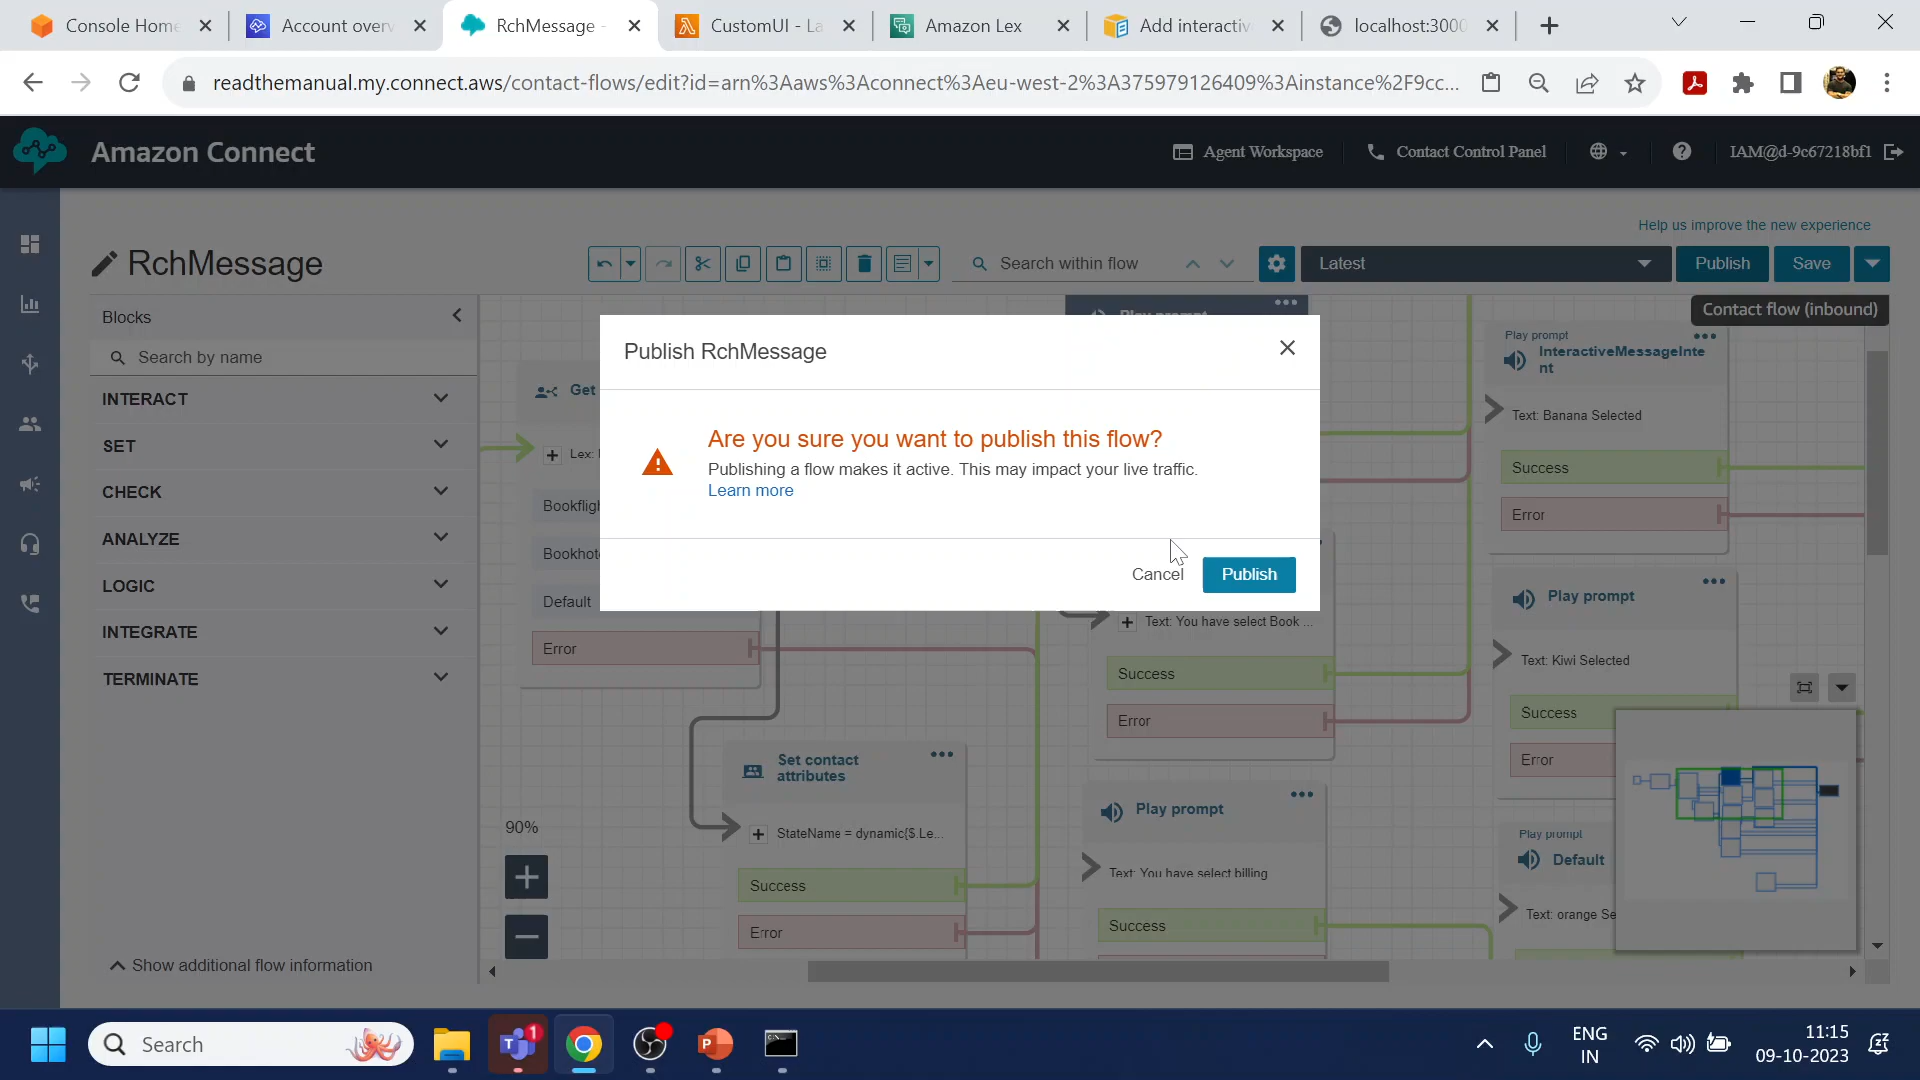 Console Home
Account overv
RchMessage -
CustomUI - La
Amazon Lex
Add interactiv
localhost:3000
readthemanual.my.connect.aws/contact-flows/edit?id=arn%3Aaws%3Aconnect%3Aeu-west-2%3A375979126409%3Ainstance%2F9cc...
Amazon Connect
Agent Workspace
Contact Control Panel
IAM@d-9c67218bf1
Help us improve the new experience
RchMessage
Search within flow
Latest
Publish
Save
Contact flow (inbound)
Blocks
Search by name
INTERACT
SET
CHECK
ANALYZE
LOGIC
INTEGRATE
TERMINATE
Show additional flow information
Publish RchMessage
Are you sure you want to publish this flow?
Publishing a flow makes it active. This may impact your live traffic.
Learn more
Cancel
Publish
Get
Lex:
Bookfligh
Bookhote
Default
Error
Set contact
attributes
StateName = dynamic{$.Le...
Success
Error
90%
Play prompt
Text: You have select Book ...
Success
Error
Play prompt
Text: You have select billing
Success
Play prompt
InteractiveMessageInte
nt
Text: Banana Selected
Success
Error
Play prompt
Text: Kiwi Selected
Success
Error
Play prompt
Default
Text: orange Se
Search
1
ENG
IN
11:15
09-10-2023